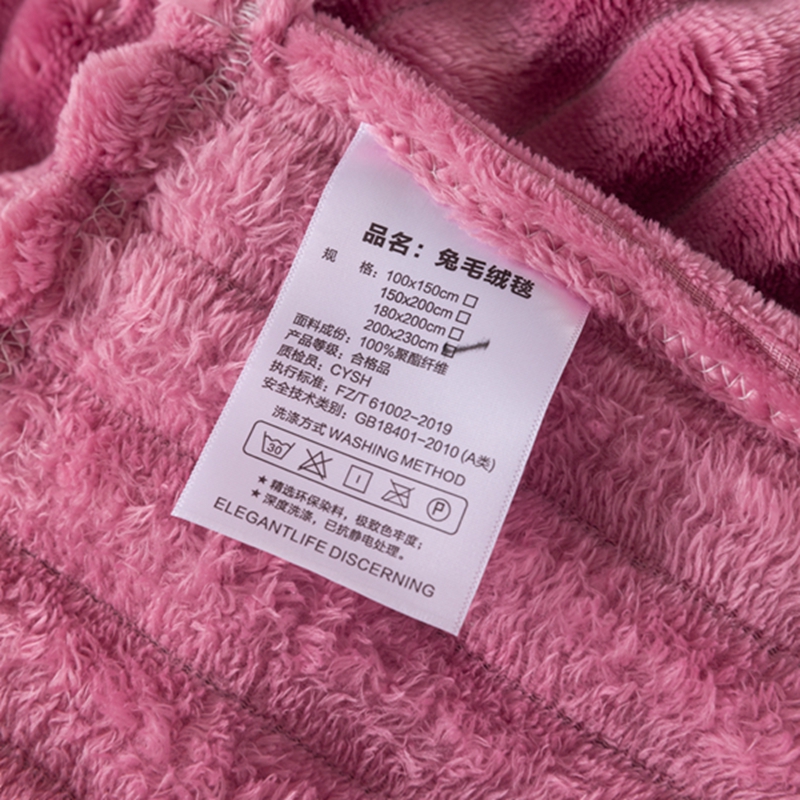 品名：兔毛绒毯
规 格：100x150cm
150x200cm
180x200cm
200x230cm
面料成份：100%聚酯纤维
产品等级：合格品
质检员：CYSH
执行标准：FZ/T 61002-2019
安全技术类别：GB18401-2010 (A类)
洗涤方式 WASHING METHOD
30 P
★ 精选环保染料，极致色牢度；
★ 深度洗涤，已抗静电处理。
ELEGANTLIFE DISCERNING